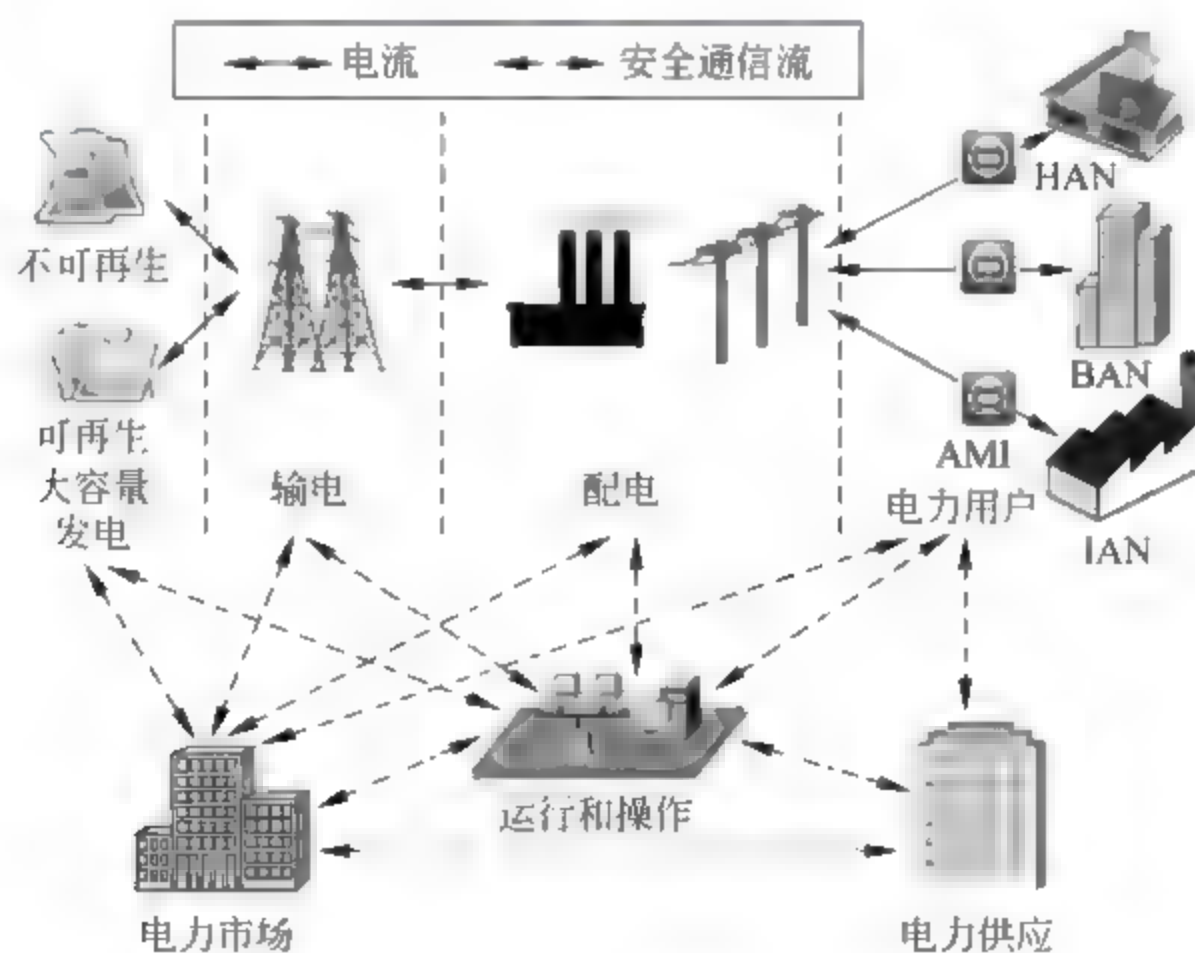 电流
安全通信流
HAN
不可再生
BAN
可再生
大容量
发电
输电
配电
AMI
电力用户
IAN
运行和操作
电力市场
电力供应